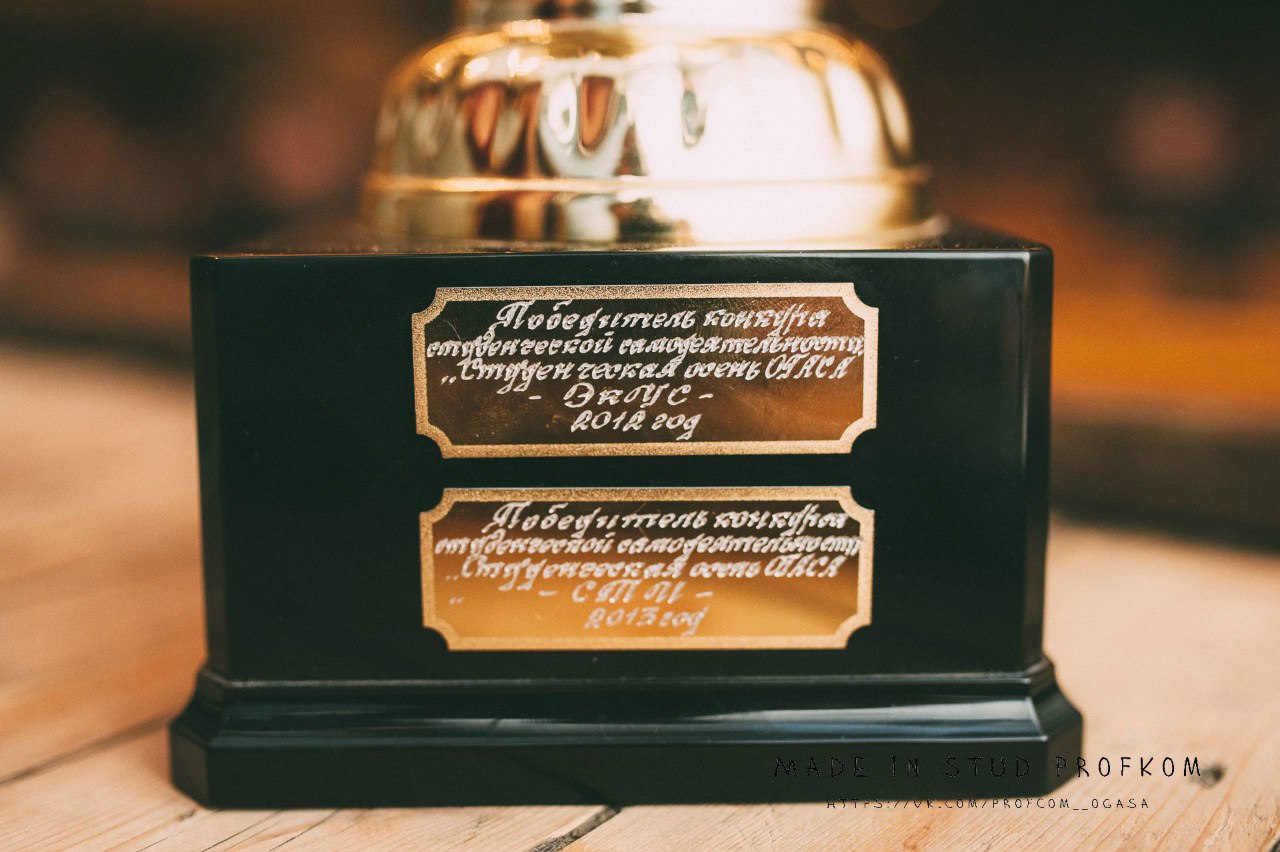 Победитель конкурса
студенческой самодеятельности
„Студенческая осень ОГАСА
- ЭКУС -
2012 год
Победитель конкурса
студенческой самодеятельности
„Студенческая осень ОГАСА
„ - СТПІ -
2013 год
MADE IN STUD PROFKOM
HTTPS://VK.COM/PROFCOM__OGASA